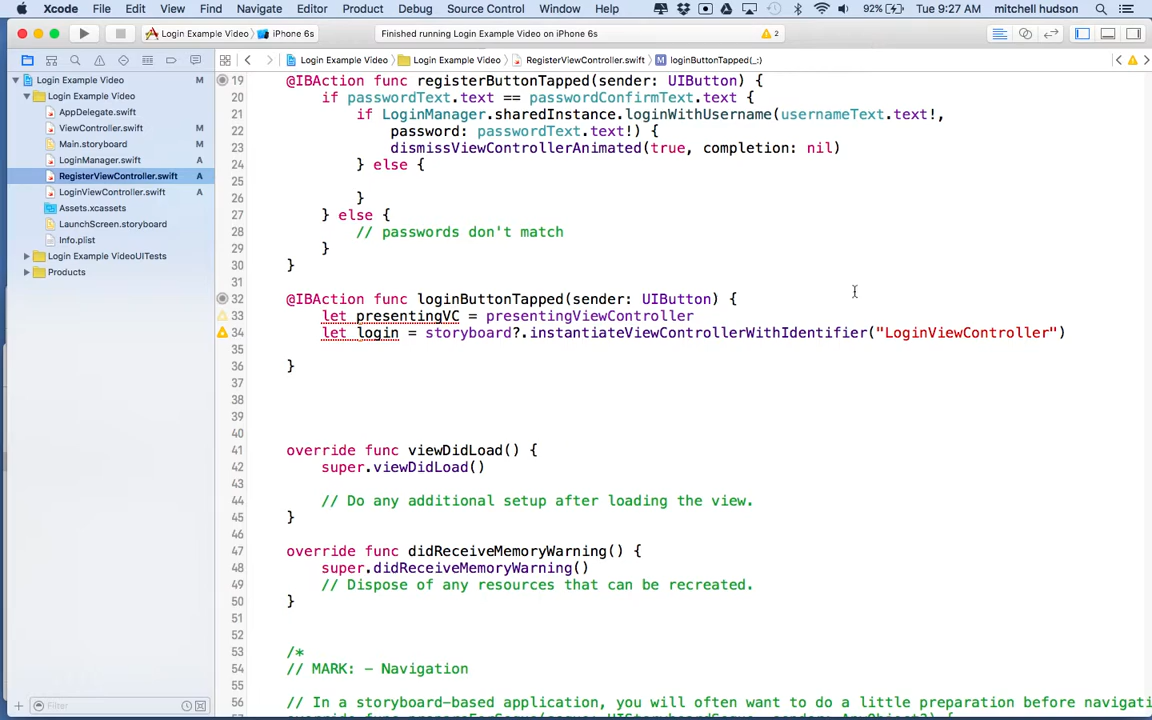 Xcode File Edit View Find Navigate Editor Product Debug Source Control Window Help 92% Tue 9:27 AM mitchell hudson
Login Example Video iPhone 6s Finished running Login Example Video on iPhone 6s 2
Login Example Video Login Example Video RegisterViewController.swift M loginButtonTapped(_:)
Login Example Video M
Login Example Video
AppDelegate.swift
ViewController.swift M
Main.storyboard M
LoginManager.swift A
RegisterViewController.swift A
LoginViewController.swift A
Assets.xcassets
LaunchScreen.storyboard
Info.plist
Login Example VideoUITests
Products
Filter
19 @IBAction func registerButtonTapped(sender: UIButton) {
20 if passwordText.text == passwordConfirmText.text {
21 if LoginManager.sharedInstance.loginWithUsername(usernameText.text!,
22 password: passwordText.text!) {
23 dismissViewControllerAnimated(true, completion: nil)
24 } else {
25
26 }
27 } else {
28 // passwords don't match
29 }
30 }
31
32 @IBAction func loginButtonTapped(sender: UIButton) {
33 let presentingVC = presentingViewController
34 let login = storyboard?.instantiateViewControllerWithIdentifier("LoginViewController")
35
36 }
37
38
39
40
41 override func viewDidLoad() {
42 super.viewDidLoad()
43
44 // Do any additional setup after loading the view.
45 }
46
47 override func didReceiveMemoryWarning() {
48 super.didReceiveMemoryWarning()
49 // Dispose of any resources that can be recreated.
50 }
51
52
53 /*
54 // MARK: - Navigation
55
56 // In a storyboard-based application, you will often want to do a little preparation before navigati
57 override func prepareForSegue(segue: UIStoryboardSegue, sender: AnyObject?) {